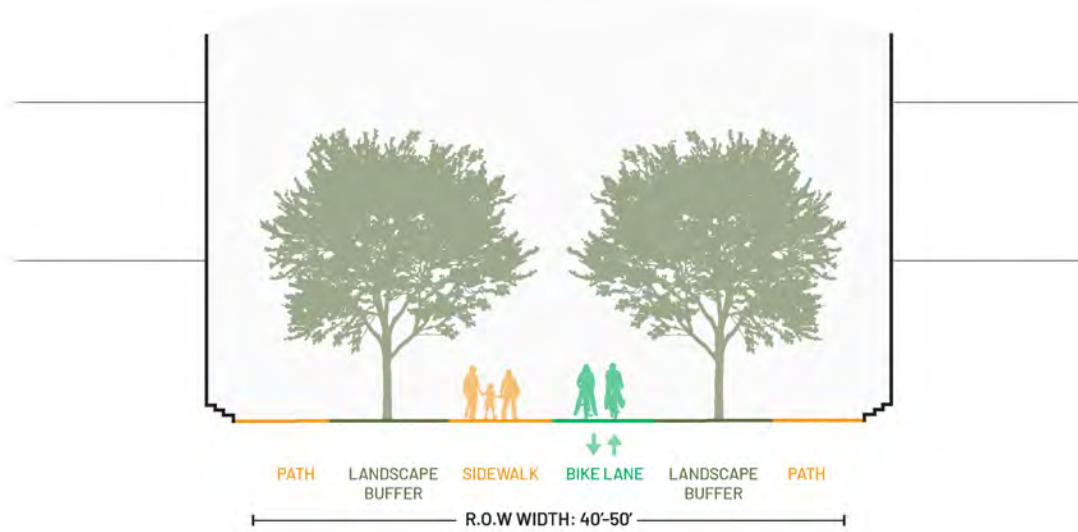 PATH
LANDSCAPE
BUFFER
SIDEWALK
BIKE LANE
LANDSCAPE
BUFFER
PATH
R.O.W WIDTH: 40'-50'